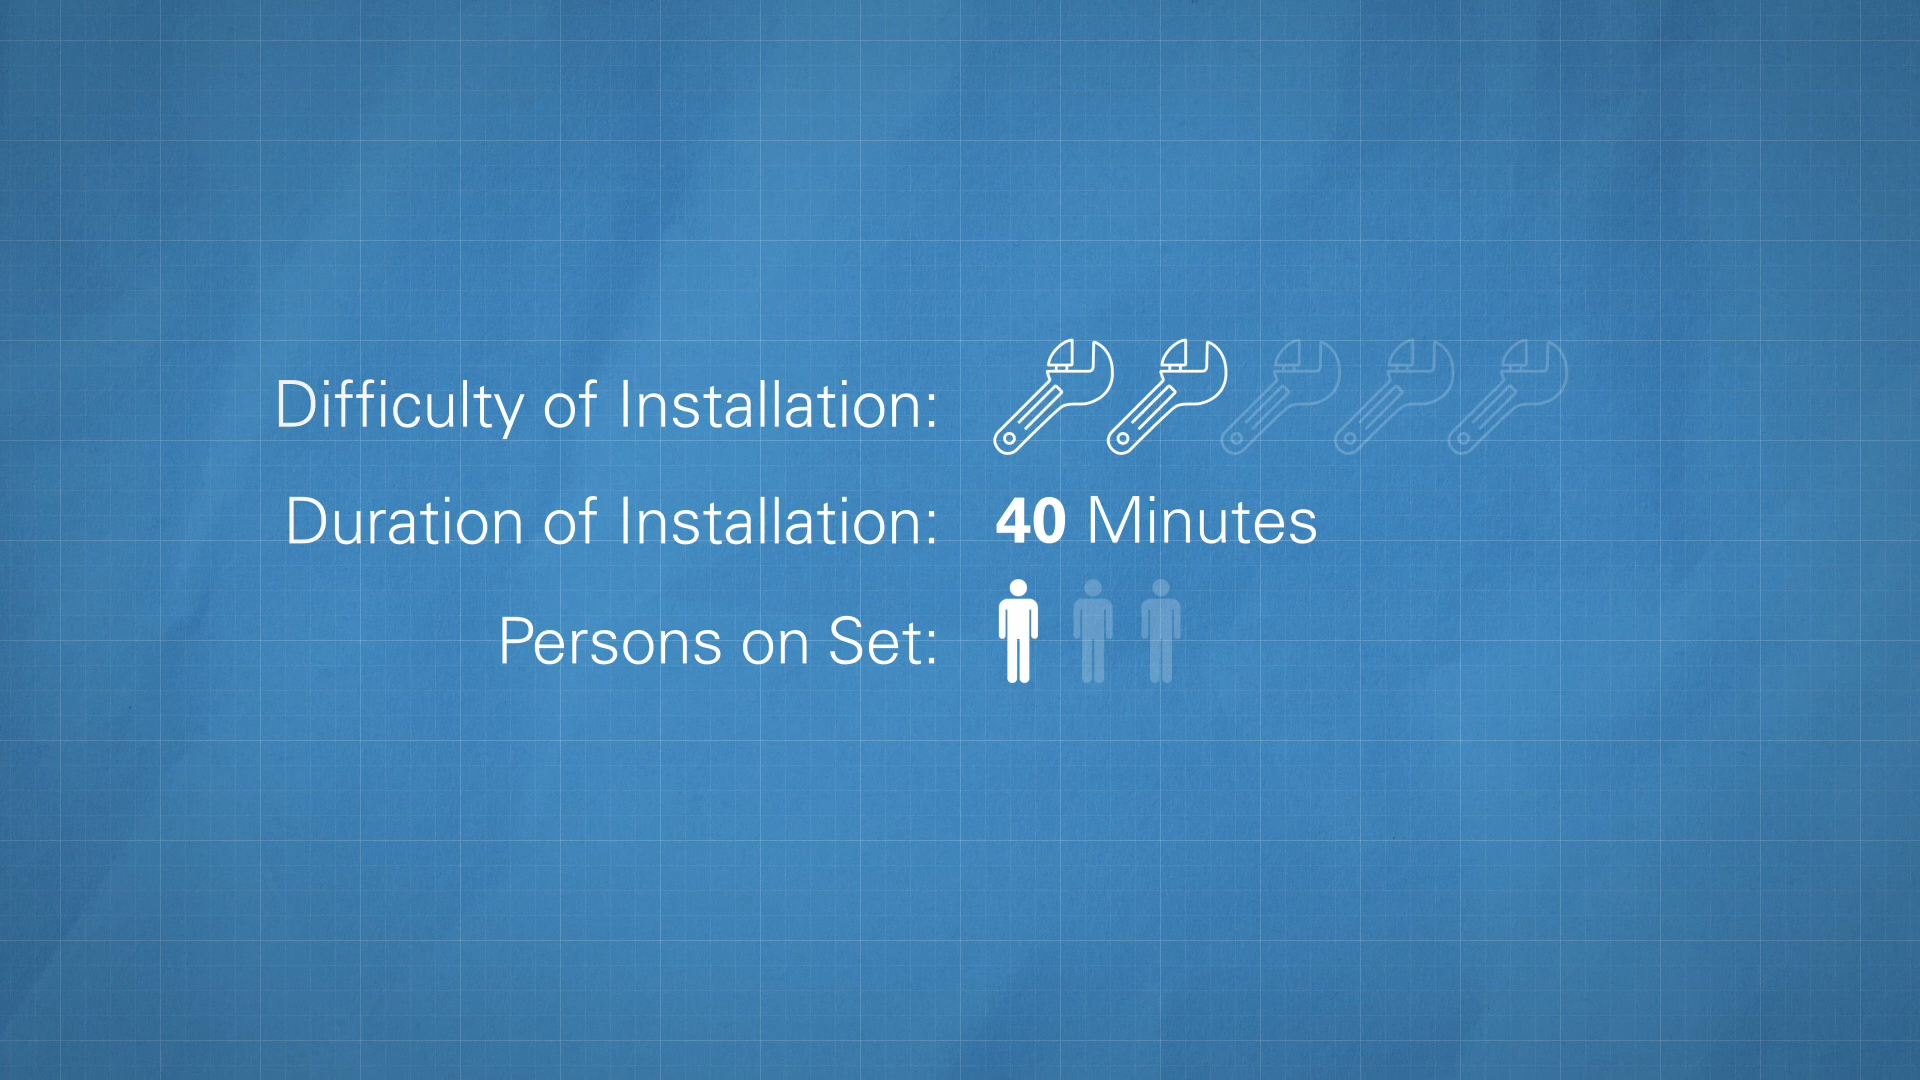 Difficulty of Installation:
Duration of Installation: 40 Minutes
Persons on Set: